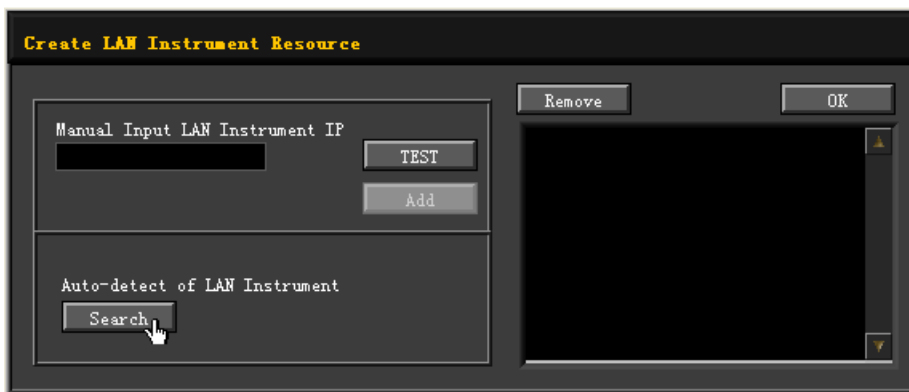 Create LAN Instrument Resource
Remove
OK
Manual Input LAN Instrument IP
TEST
Add
Auto-detect of LAN Instrument
Search